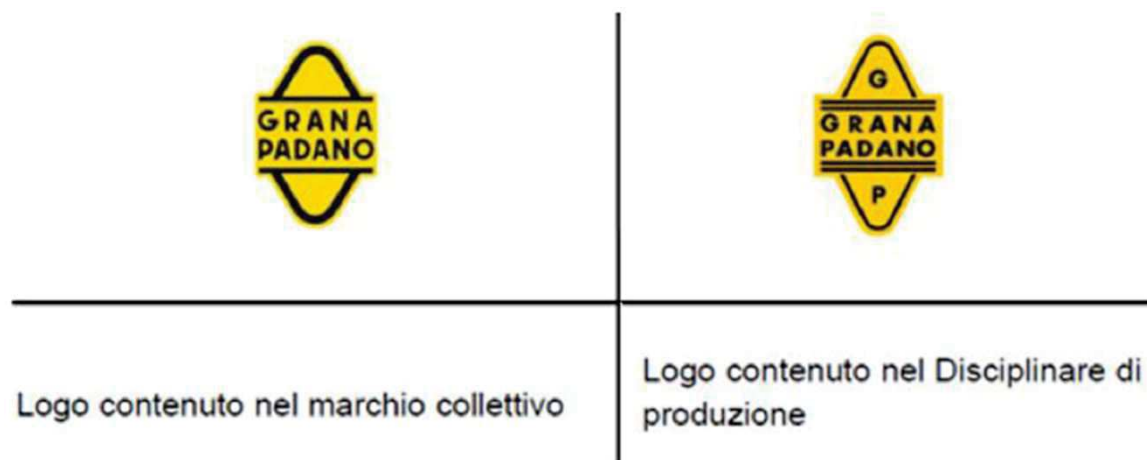 GRANA
PADANO
G
GRANA
PADANO
P
Logo contenuto nel marchio collettivo
Logo contenuto nel Disciplinare di
produzione